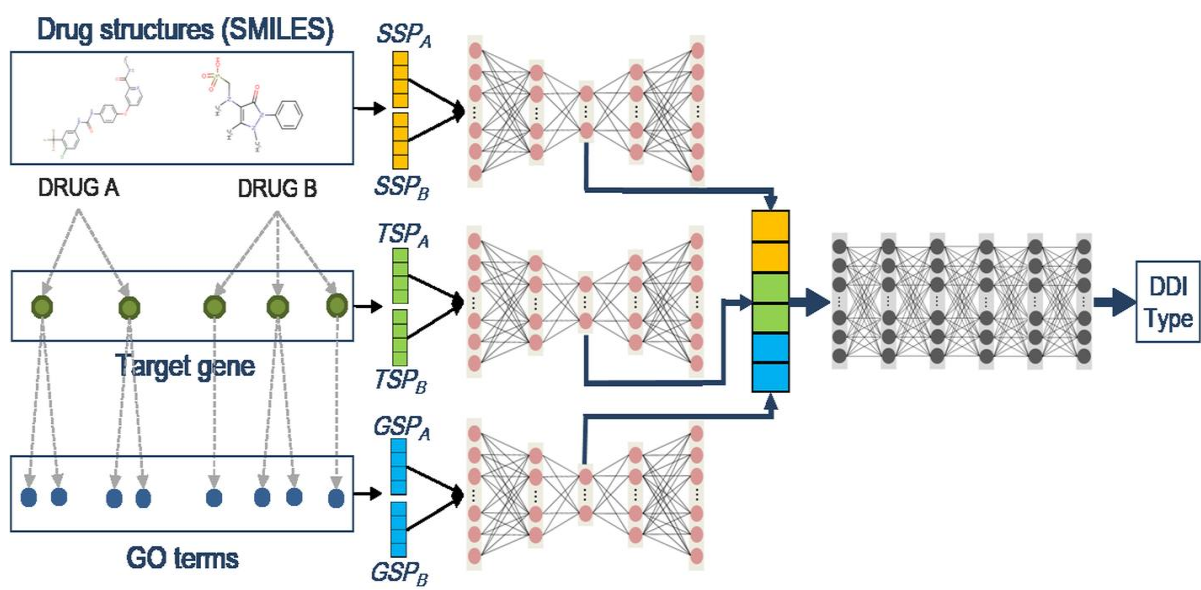 Drug structures (SMILES)
SSP_A
SSP_B
DRUG A
DRUG B
TSP_A
TSP_B
Target gene
GSP_A
GSP_B
GO terms
DDI
Type